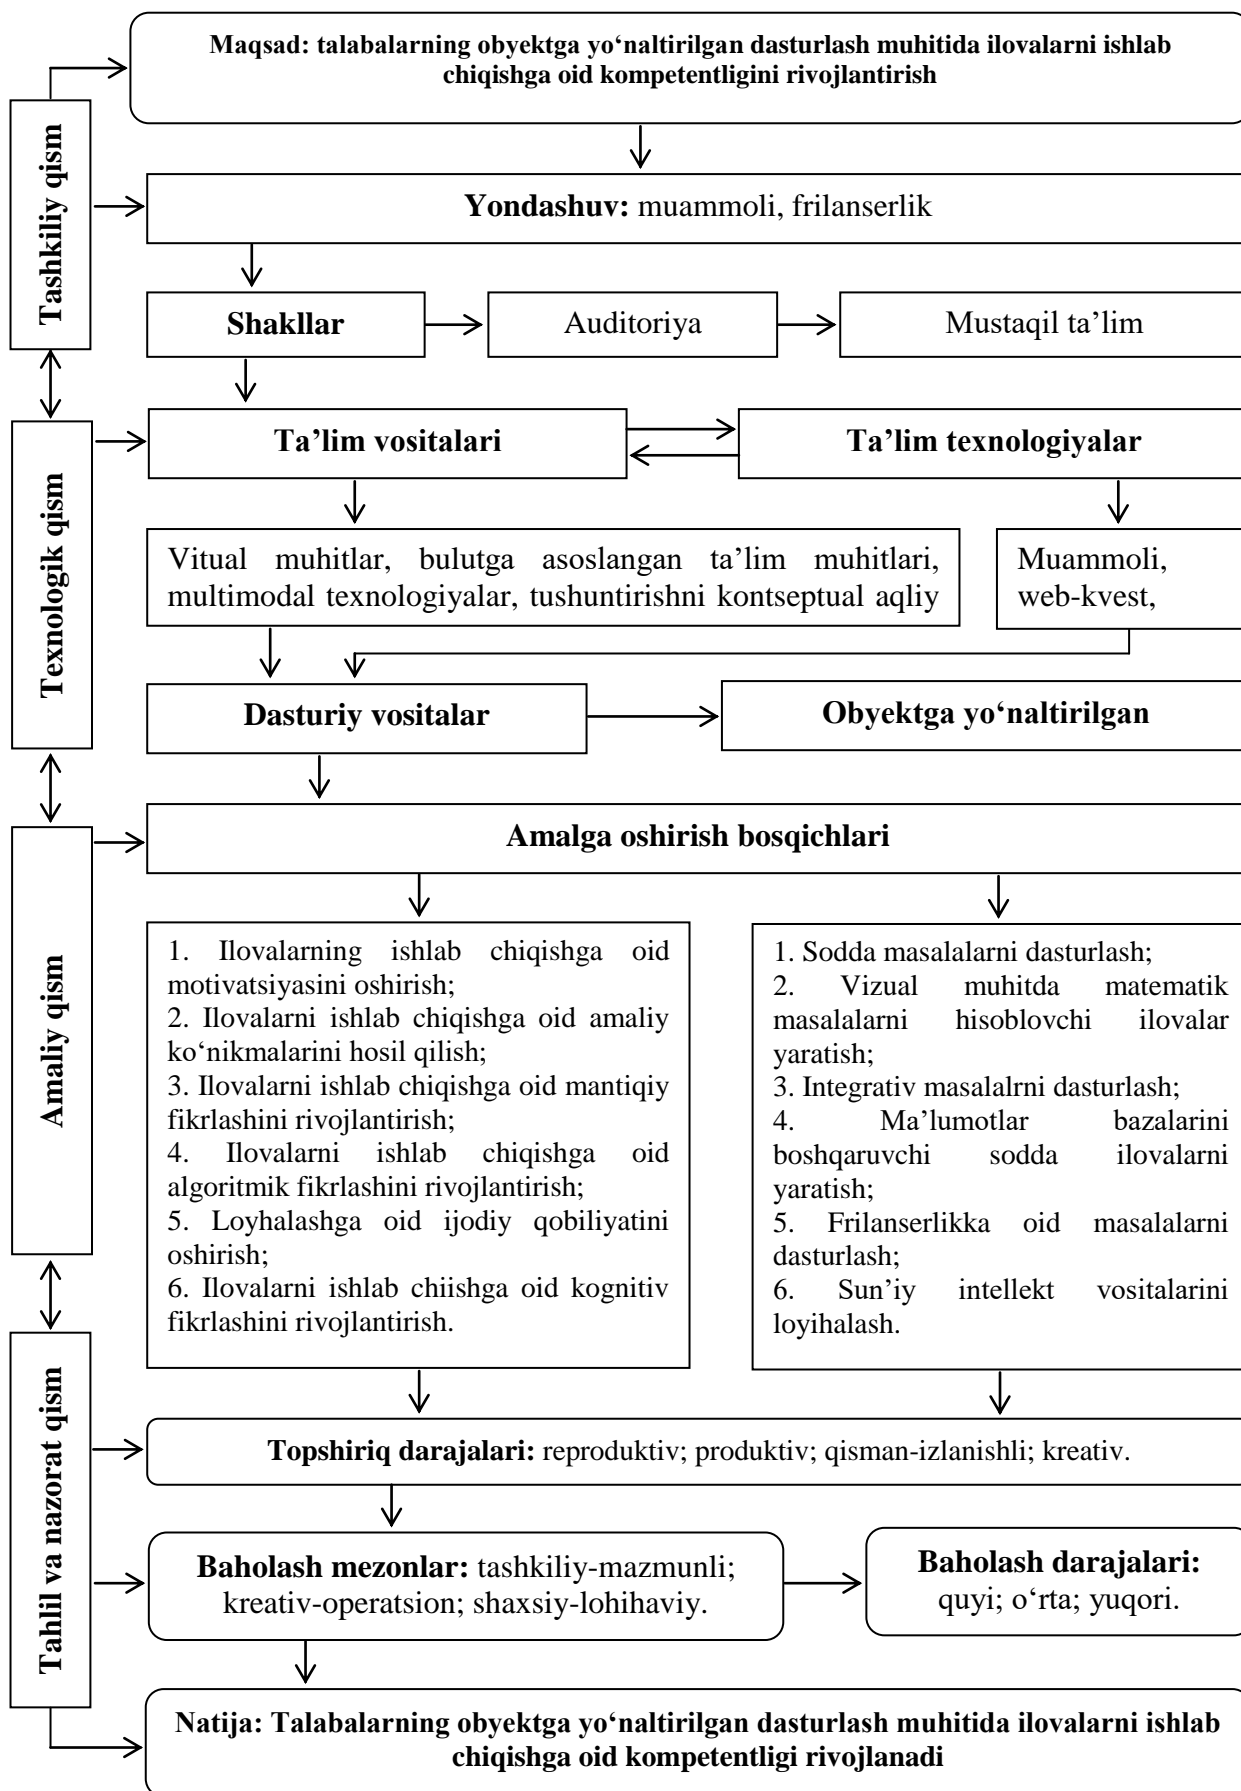 Maqsad: talabalarning obyektga yo‘naltirilgan dasturlash muhitida ilovalarni ishlab
chiqishga oid kompetentligini rivojlantirish
Tashkiliy qism
Yondashuv: muammoli, frilanserlik
Shakllar
Auditoriya
Mustaqil ta’lim
Texnologik qism
Ta’lim vositalari
Ta’lim texnologiyalar
Vitual muhitlar, bulutga asoslangan ta’lim muhitlari,
multimodal texnologiyalar, tushuntirishni kontseptual aqliy
Muammoli,
web-kvest,
Dasturiy vositalar
Obyektga yo‘naltirilgan
Amaliy qism
Amalga oshirish bosqichlari
1. Ilovalarning ishlab chiqishga oid
motivatsiyasini oshirish;
2. Ilovalarni ishlab chiqishga oid amaliy
ko‘nikmalarini hosil qilish;
3. Ilovalarni ishlab chiqishga oid mantiqiy
fikrlashini rivojlantirish;
4. Ilovalarni ishlab chiqishga oid
algoritmik fikrlashini rivojlantirish;
5. Loyhalashga oid ijodiy qobiliyatini
oshirish;
6. Ilovalarni ishlab chiishga oid kognitiv
fikrlashini rivojlantirish.
1. Sodda masalalarni dasturlash;
2. Vizual muhitda matematik
masalalarni hisoblovchi ilovalar
yaratish;
3. Integrativ masalalrni dasturlash;
4. Ma’lumotlar bazalarini
boshqaruvchi sodda ilovalarni
yaratish;
5. Frilanserlikka oid masalalarni
dasturlash;
6. Sun’iy intellekt vositalarini
loyihalash.
Tahlil va nazorat qism
Topshiriq darajalari: reproduktiv; produktiv; qisman-izlanishli; kreativ.
Baholash mezonlar: tashkiliy-mazmunli;
kreativ-operatsion; shaxsiy-lohihaviy.
Baholash darajalari:
quyi; o‘rta; yuqori.
Natija: Talabalarning obyektga yo‘naltirilgan dasturlash muhitida ilovalarni ishlab
chiqishga oid kompetentligi rivojlanadi